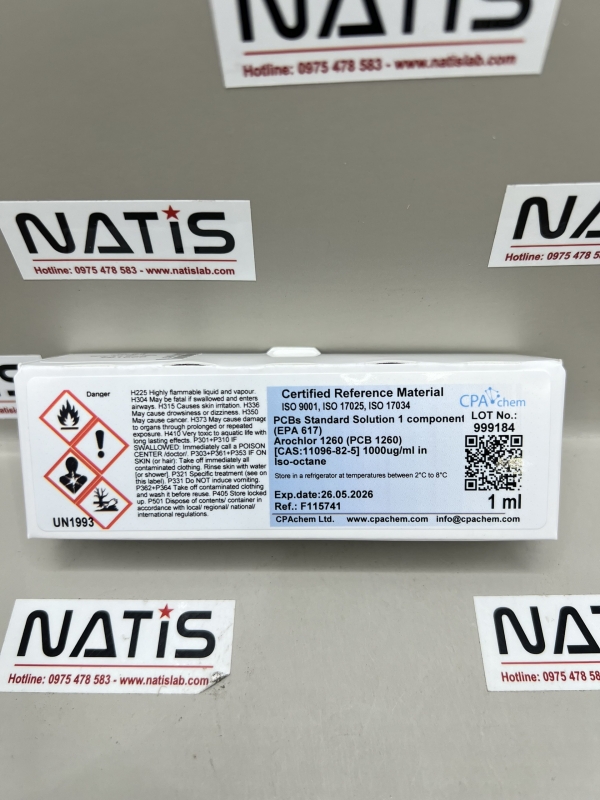 NATIS
Hotline: 0975 478 583 - www.natislab.com
NATIS
Hotline: 0975 478 583 - www.natislab.com
NATIS
Hotline: 0975 478 583
Danger
H225 Highly flammable liquid and vapour.
H304 May be fatal if swallowed and enters
airways. H315 Causes skin irritation. H336
May cause drowsiness or dizziness. H350
May cause cancer. H373 May cause damage
to organs through prolonged or repeated
exposure. H410 Very toxic to aquatic life with
long lasting effects. P301+P310 IF
SWALLOWED: Immediately call a POISON
CENTER /doctor/. P303+P361+P353 IF ON
SKIN (or hair): Take off immediately all
contaminated clothing. Rinse skin with water
[or shower]. P321 Specific treatment (see on
this label). P331 Do NOT induce vomiting.
P362+P364 Take off contaminated clothing
and wash it before reuse. P405 Store locked
up. P501 Dispose of contents/ container in
accordance with local/ regional/ national/
international regulations.
UN1993
Certified Reference Material
ISO 9001, ISO 17025, ISO 17034
PCBs Standard Solution 1 component
(EPA 617)
Arochlor 1260 (PCB 1260)
[CAS:11096-82-5] 1000ug/ml in
Iso-octane
Store in a refrigerator at temperatures between 2°C to 8°C
Exp.date:26.05.2026
Ref.: F115741
CPAchem Ltd. www.cpachem.com info@cpachem.com
CPAchem
LOT No.:
999184
1 ml
NATIS
Hotline: 0975 478 583 - www.natislab.com
NATIS
Hotline: 0975 478 583